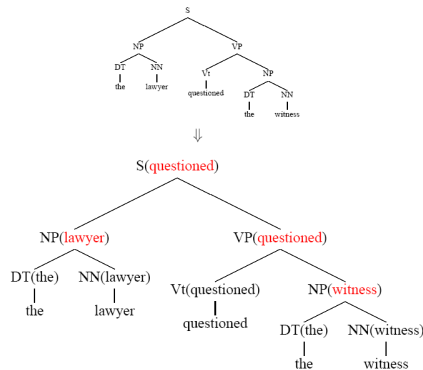 S
NP VP
DT NN Vt NP
the lawyer questioned DT NN
the witness
⇓
S(questioned)
NP(lawyer) VP(questioned)
DT(the) NN(lawyer) Vt(questioned) NP(witness)
the lawyer questioned DT(the) NN(witness)
the witness